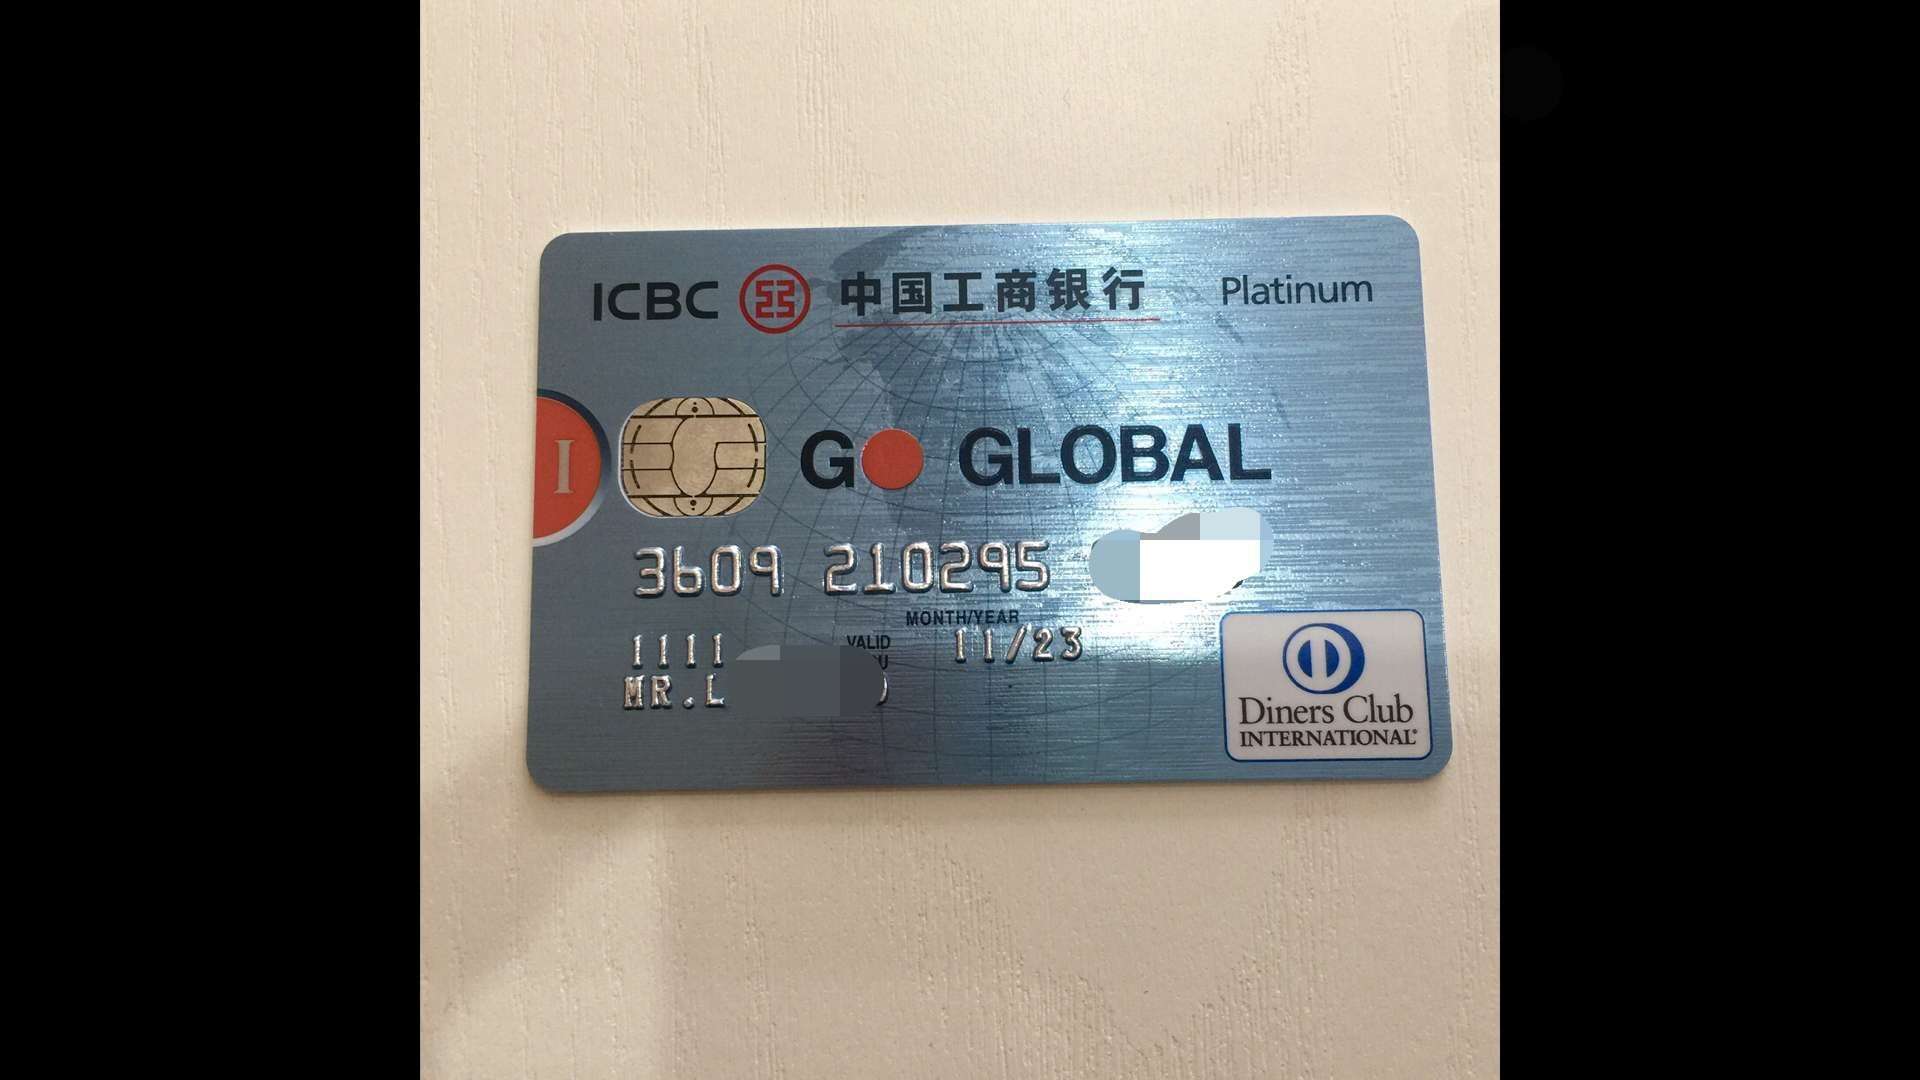 ICBC 中国工商银行 Platinum
I
GO GLOBAL
3609 210295
MONTH/YEAR
1111 VALID 11/23
MR.L
Diners Club
INTERNATIONAL